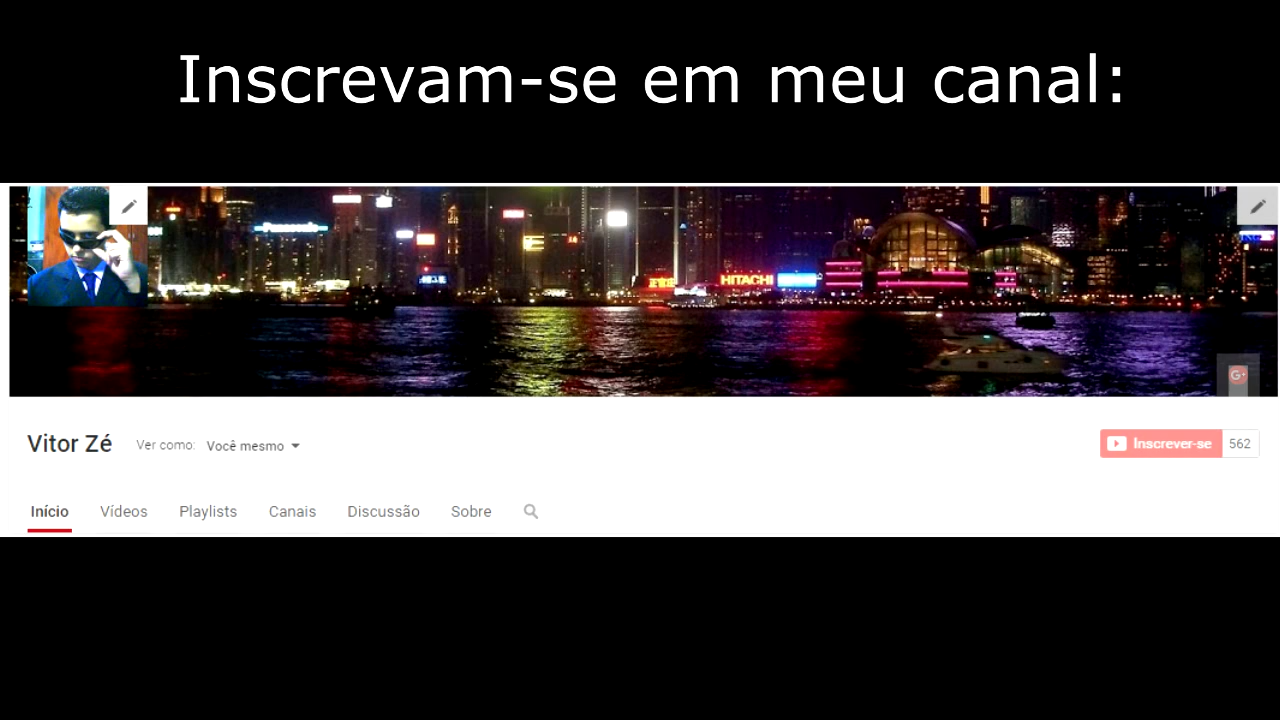 Inscrevam-se em meu canal:
Panasonic
HITACHI
G+
Vitor Zé
Ver como: Você mesmo
Inscrever-se 562
Início Vídeos Playlists Canais Discussão Sobre